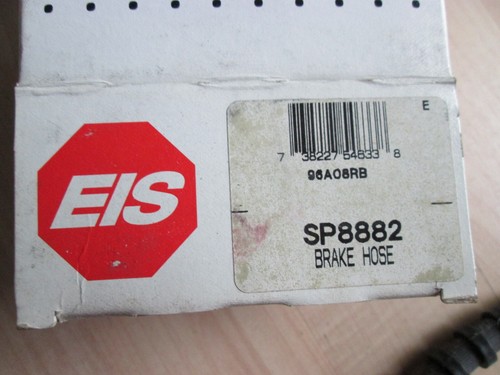 EIS
E
7 38227 54833 8
96A08RB
SP8882
BRAKE HOSE